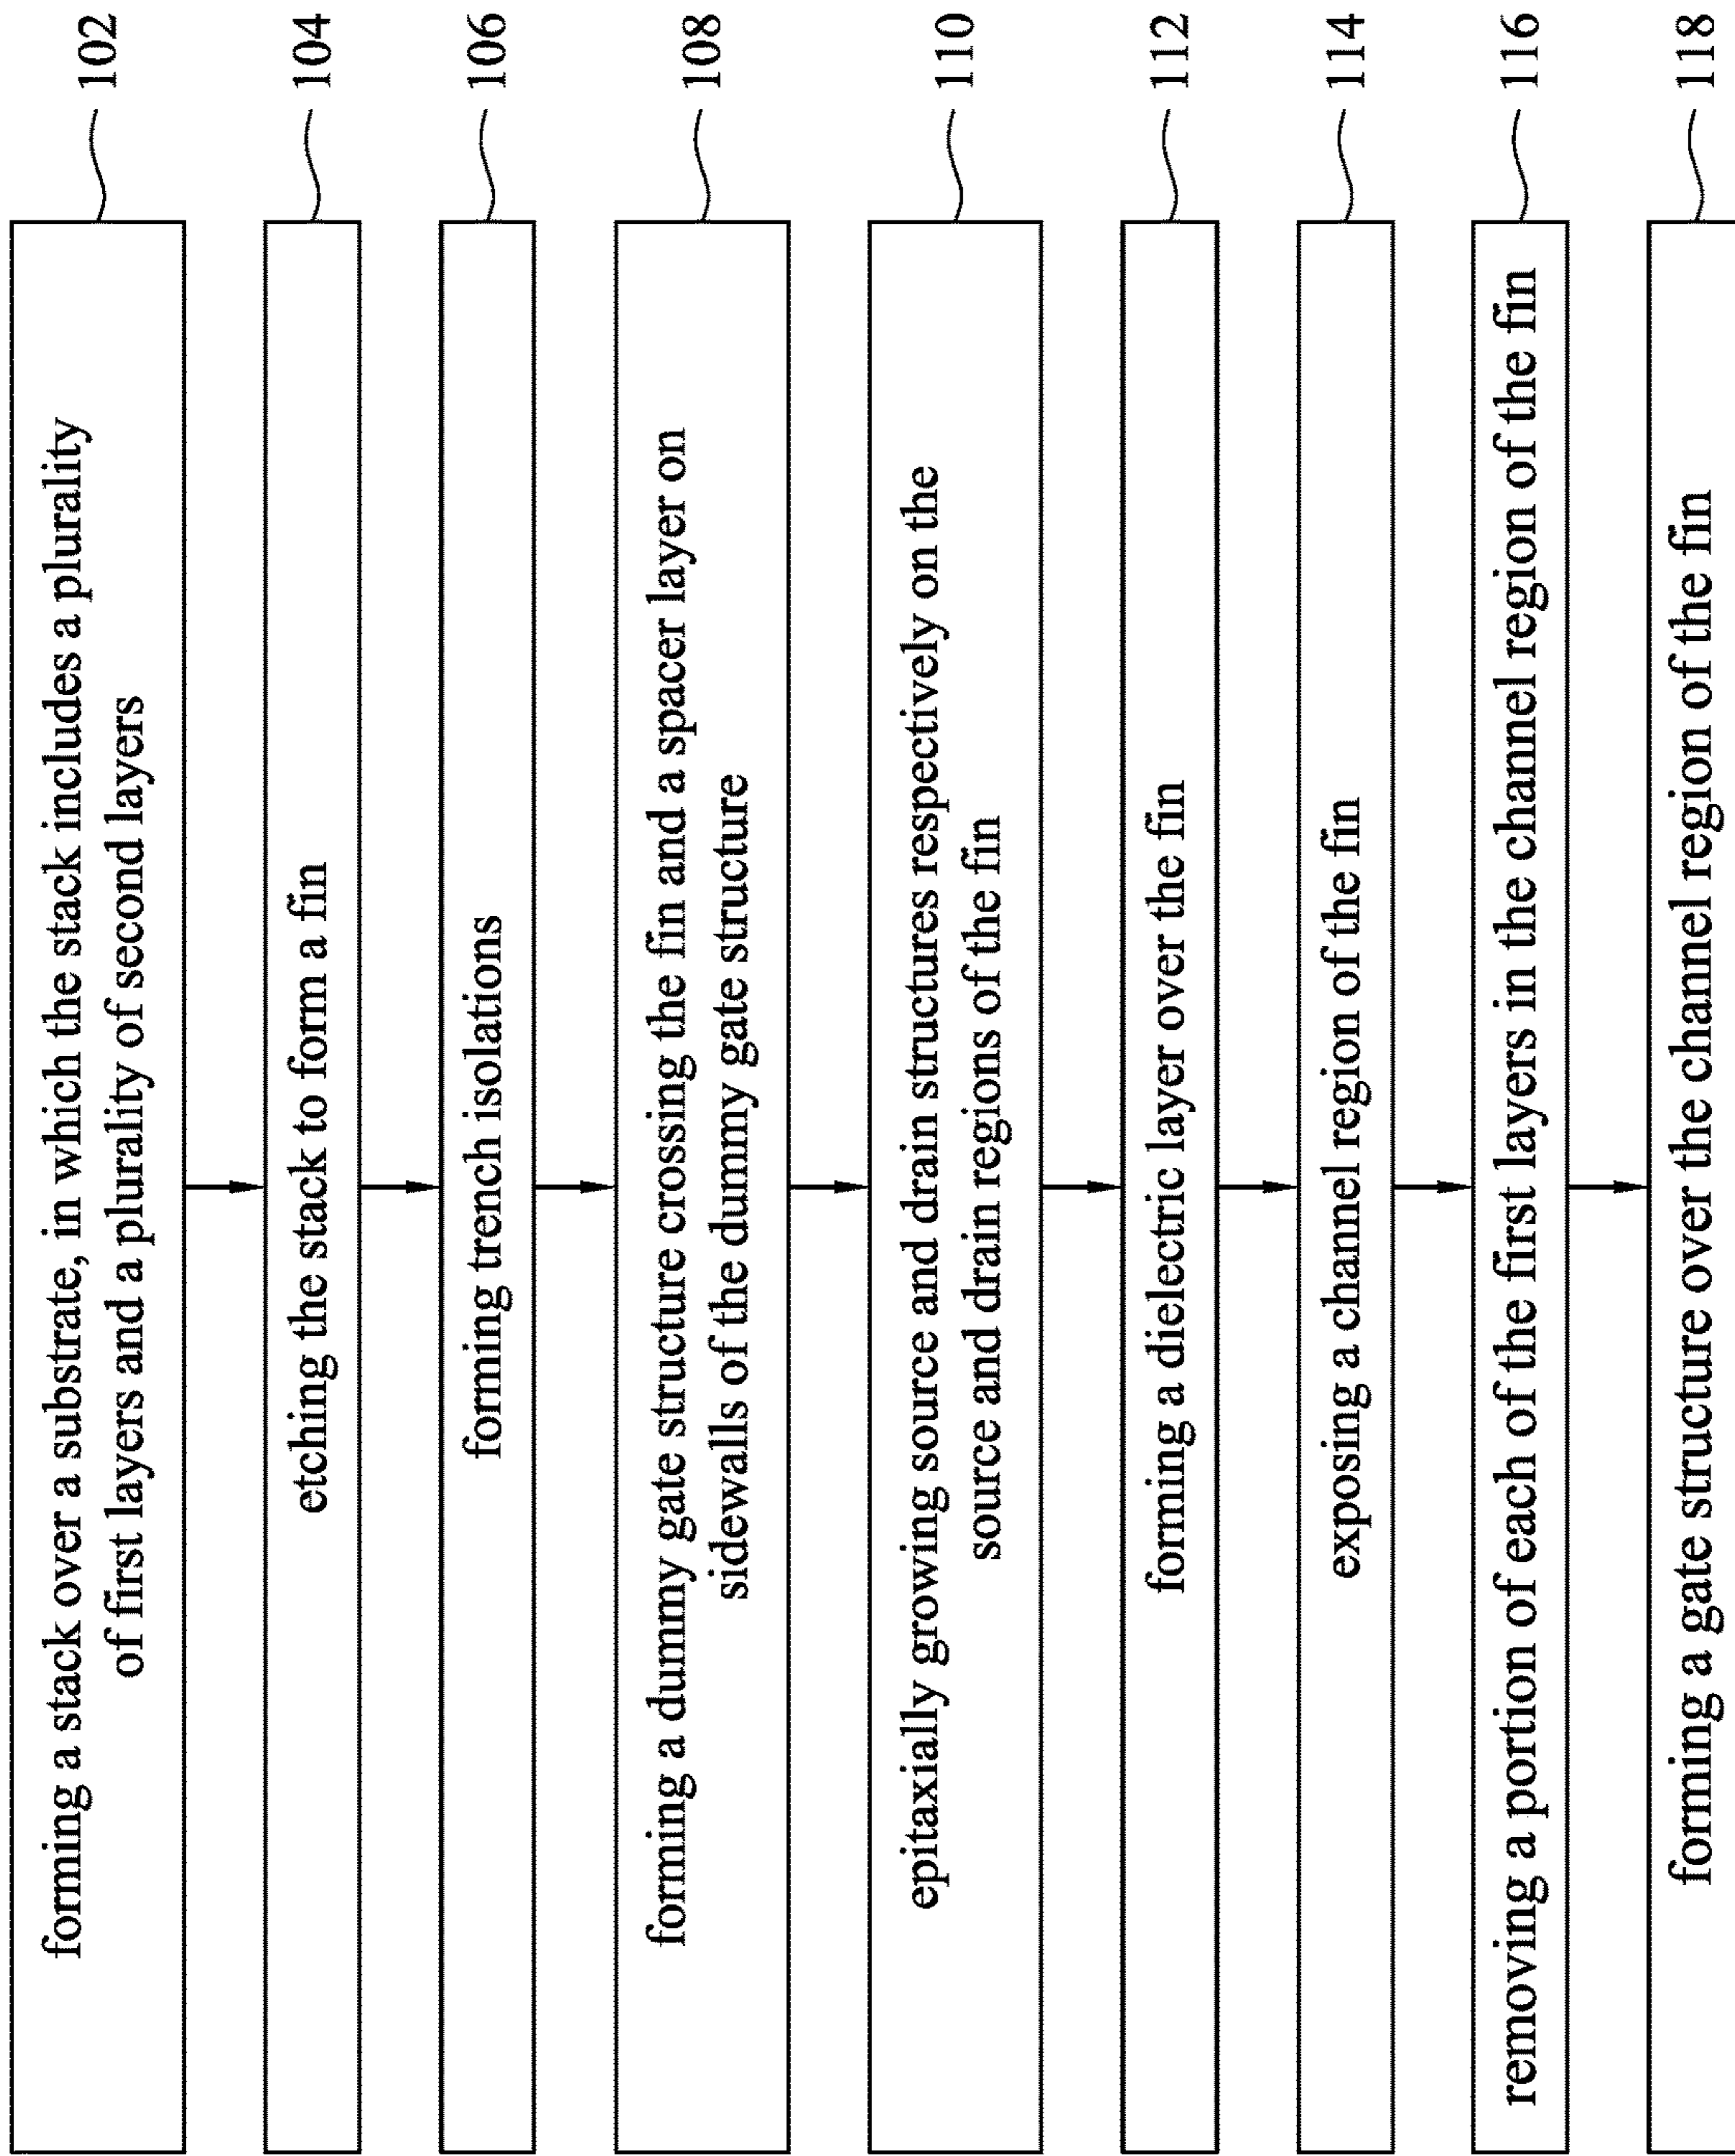 forming a stack over a substrate, in which the stack includes a plurality
of first layers and a plurality of second layers
102
etching the stack to form a fin
104
forming trench isolations
106
forming a dummy gate structure crossing the fin and a spacer layer on
sidewalls of the dummy gate structure
108
epitaxially growing source and drain structures respectively on the
source and drain regions of the fin
110
forming a dielectric layer over the fin
112
exposing a channel region of the fin
114
removing a portion of each of the first layers in the channel region of the fin
116
forming a gate structure over the channel region of the fin
118